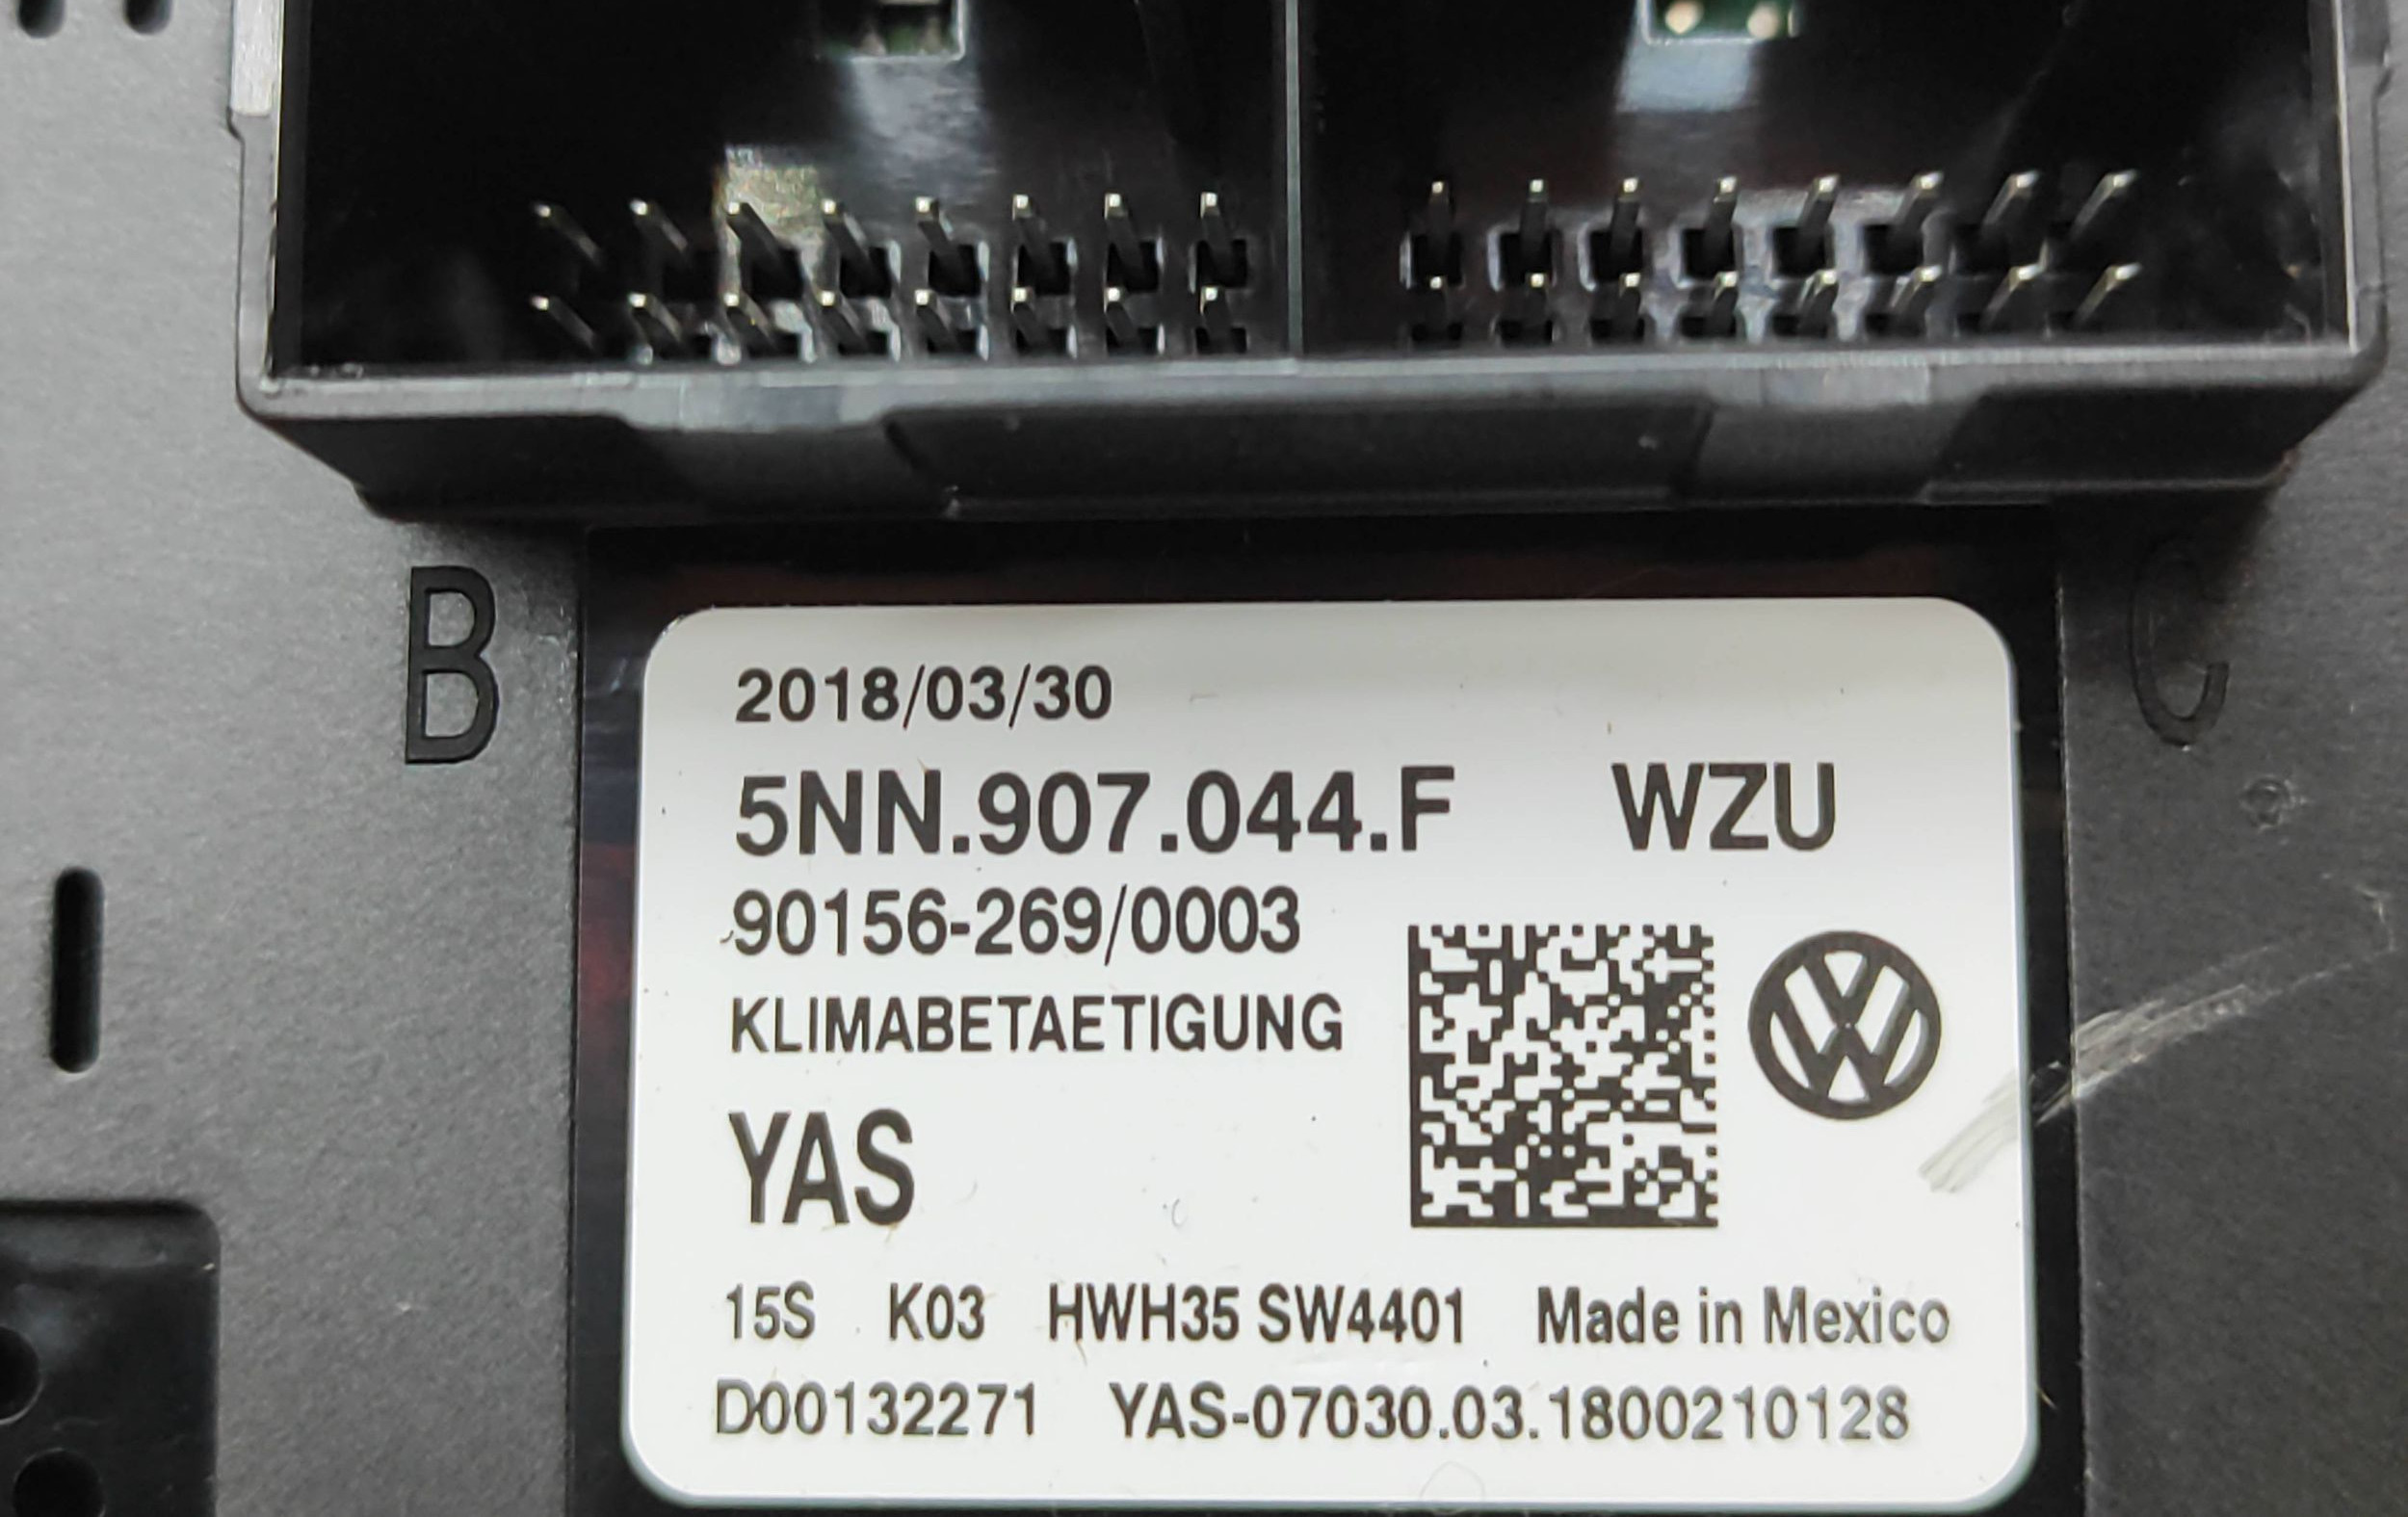 B
C
2018/03/30
5NN.907.044.F WZU
90156-269/0003
KLIMABETAETIGUNG
YAS
15S K03 HWH35 SW4401 Made in Mexico
D00132271 YAS-07030.03.1800210128